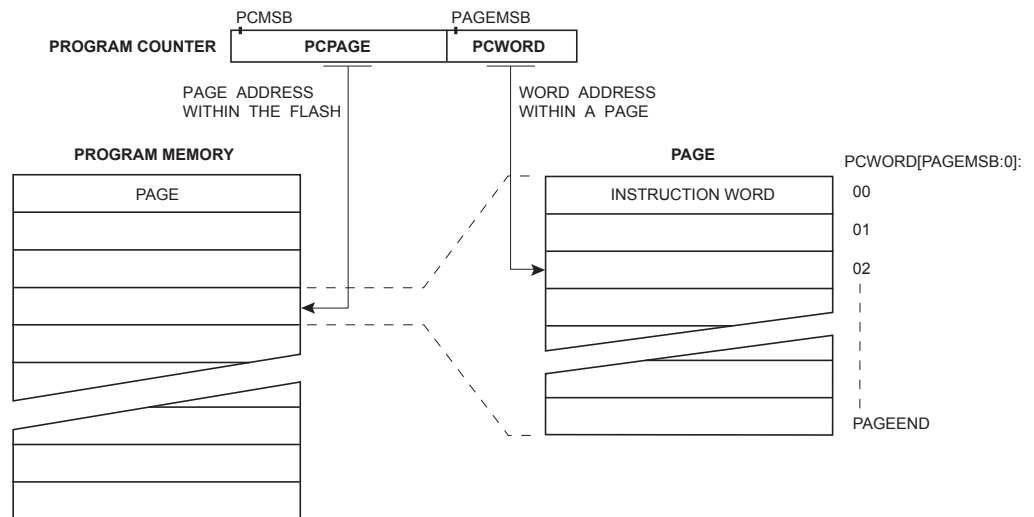 PCMSB
PAGEMSB
PROGRAM COUNTER
PCPAGE
PCWORD
PAGE ADDRESS
WITHIN THE FLASH
WORD ADDRESS
WITHIN A PAGE
PROGRAM MEMORY
PAGE
PCWORD[PAGEMSB:0]:
PAGE
INSTRUCTION WORD
00
01
02
PAGEEND